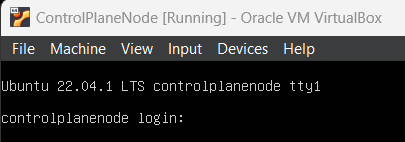 ControlPlaneNode [Running] - Oracle VM VirtualBox
File Machine View Input Devices Help
Ubuntu 22.04.1 LTS controlplanenode tty1
controlplanenode login: